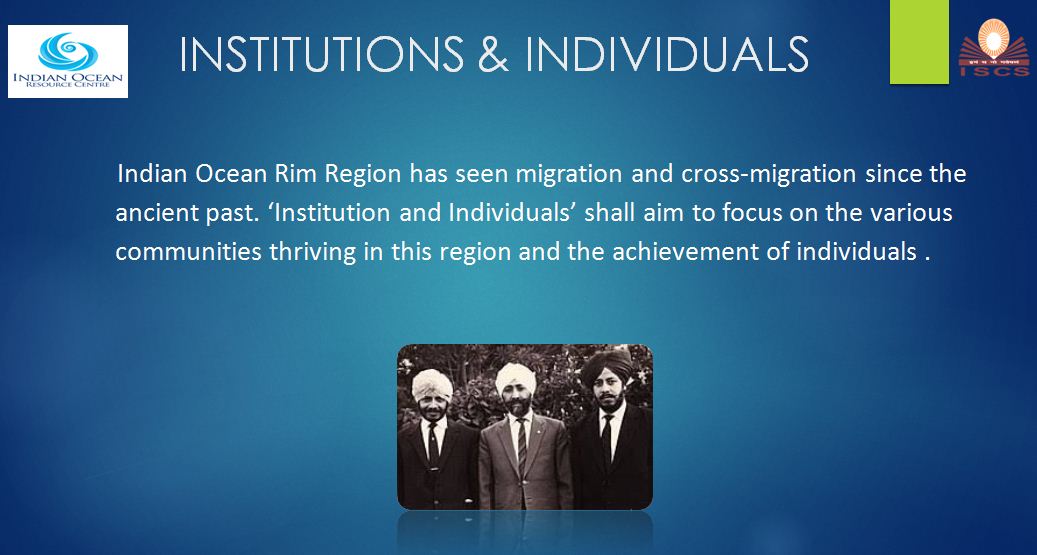 INDIAN OCEAN
RESOURCE CENTRE
INSTITUTIONS & INDIVIDUALS
ISCS
Indian Ocean Rim Region has seen migration and cross-migration since the
ancient past. ‘Institution and Individuals’ shall aim to focus on the various
communities thriving in this region and the achievement of individuals .